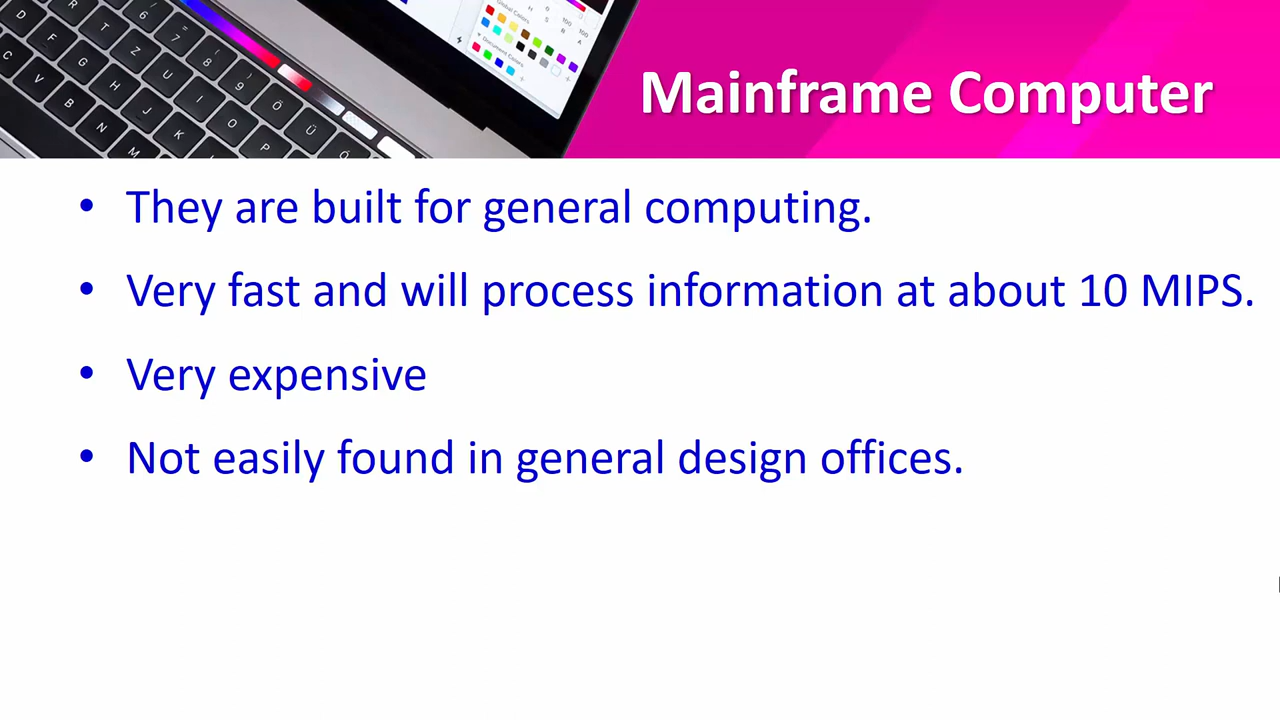 Mainframe Computer
• They are built for general computing.
• Very fast and will process information at about 10 MIPS.
• Very expensive
• Not easily found in general design offices.